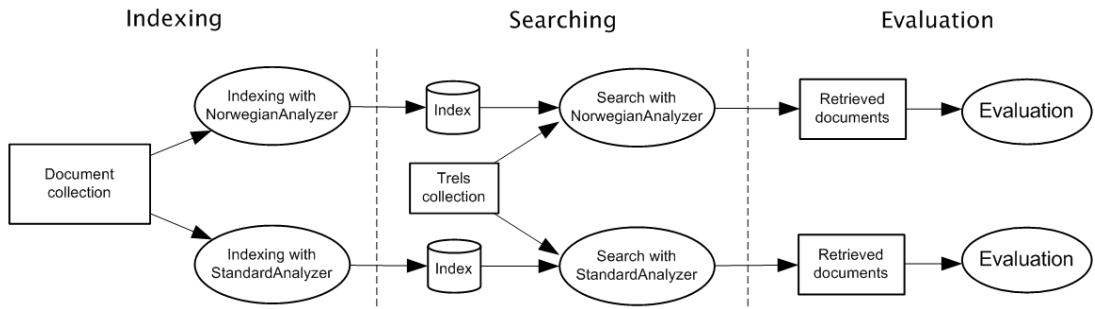 Indexing
Searching
Evaluation
Indexing with
NorwegianAnalyzer
Index
Search with
NorwegianAnalyzer
Retrieved
documents
Evaluation
Document
collection
Trels
collection
Indexing with
StandardAnalyzer
Index
Search with
StandardAnalyzer
Retrieved
documents
Evaluation